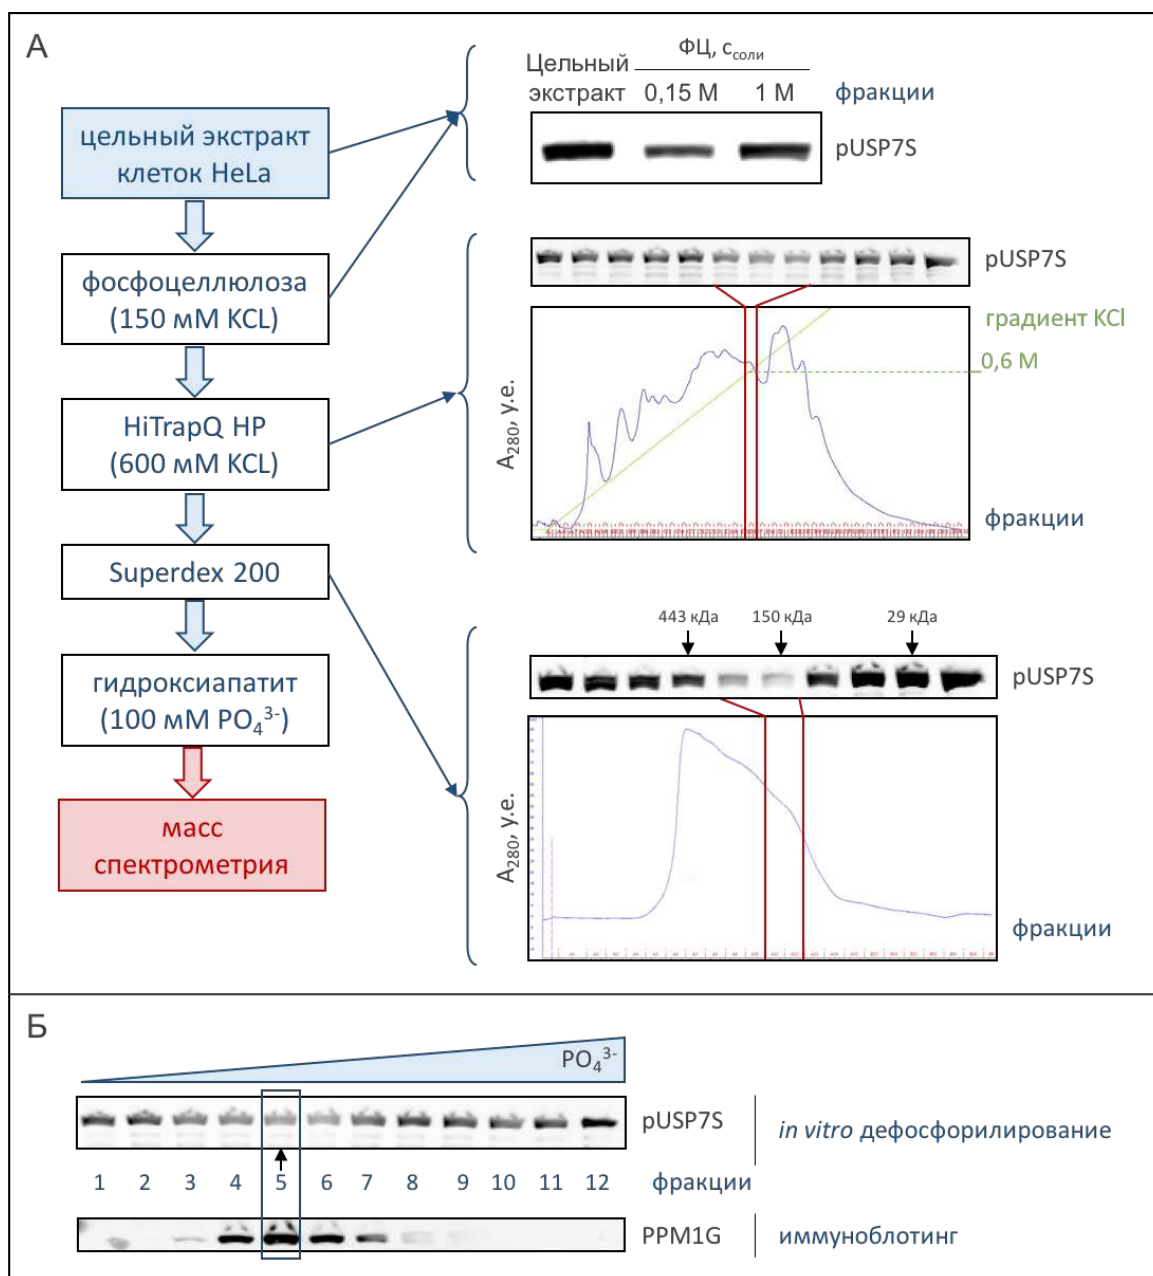 А
цельный экстракт
клеток HeLa
фосфоцеллюлоза
(150 мМ KCL)
HiTrapQ HP
(600 мМ KCL)
Superdex 200
гидроксиапатит
(100 мМ PO₄³⁻)
масс
спектрометрия
ФЦ, cсоли
Цельный
экстракт 0,15 М 1 М фракции
pUSP7S
pUSP7S
градиент KCl
0,6 М
A₂₈₀, у.е.
фракции
443 кДа 150 кДа 29 кДа
pUSP7S
A₂₈₀, у.е.
фракции
Б
PO₄³⁻
pUSP7S
in vitro дефосфорилирование
1 2 3 4 5 6 7 8 9 10 11 12 фракции
PPM1G
иммуноблотинг